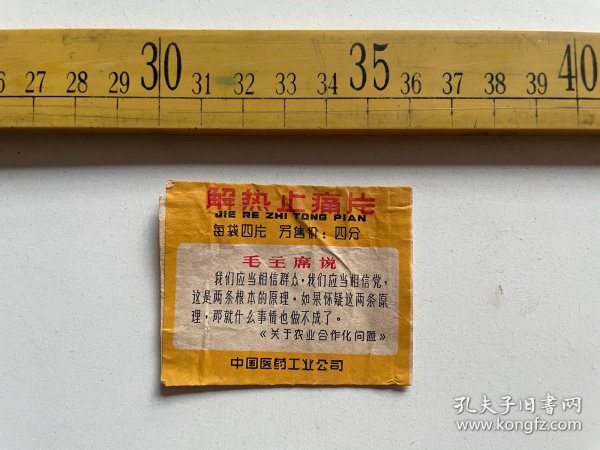 6 27 28 29 30 31 32 33 34 35 36 37 38 39 40
解热止痛片
JIE RE ZHI TONG PIAN
每袋四片 另售价：四分
毛主席说
我们应当相信群众，我们应当相信党，
这是两条根本的原理。如果怀疑这两条原
理，那就什么事情也做不成了。
《关于农业合作化问题》
中国医药工业公司
孔夫子旧书网
www.kongfz.com